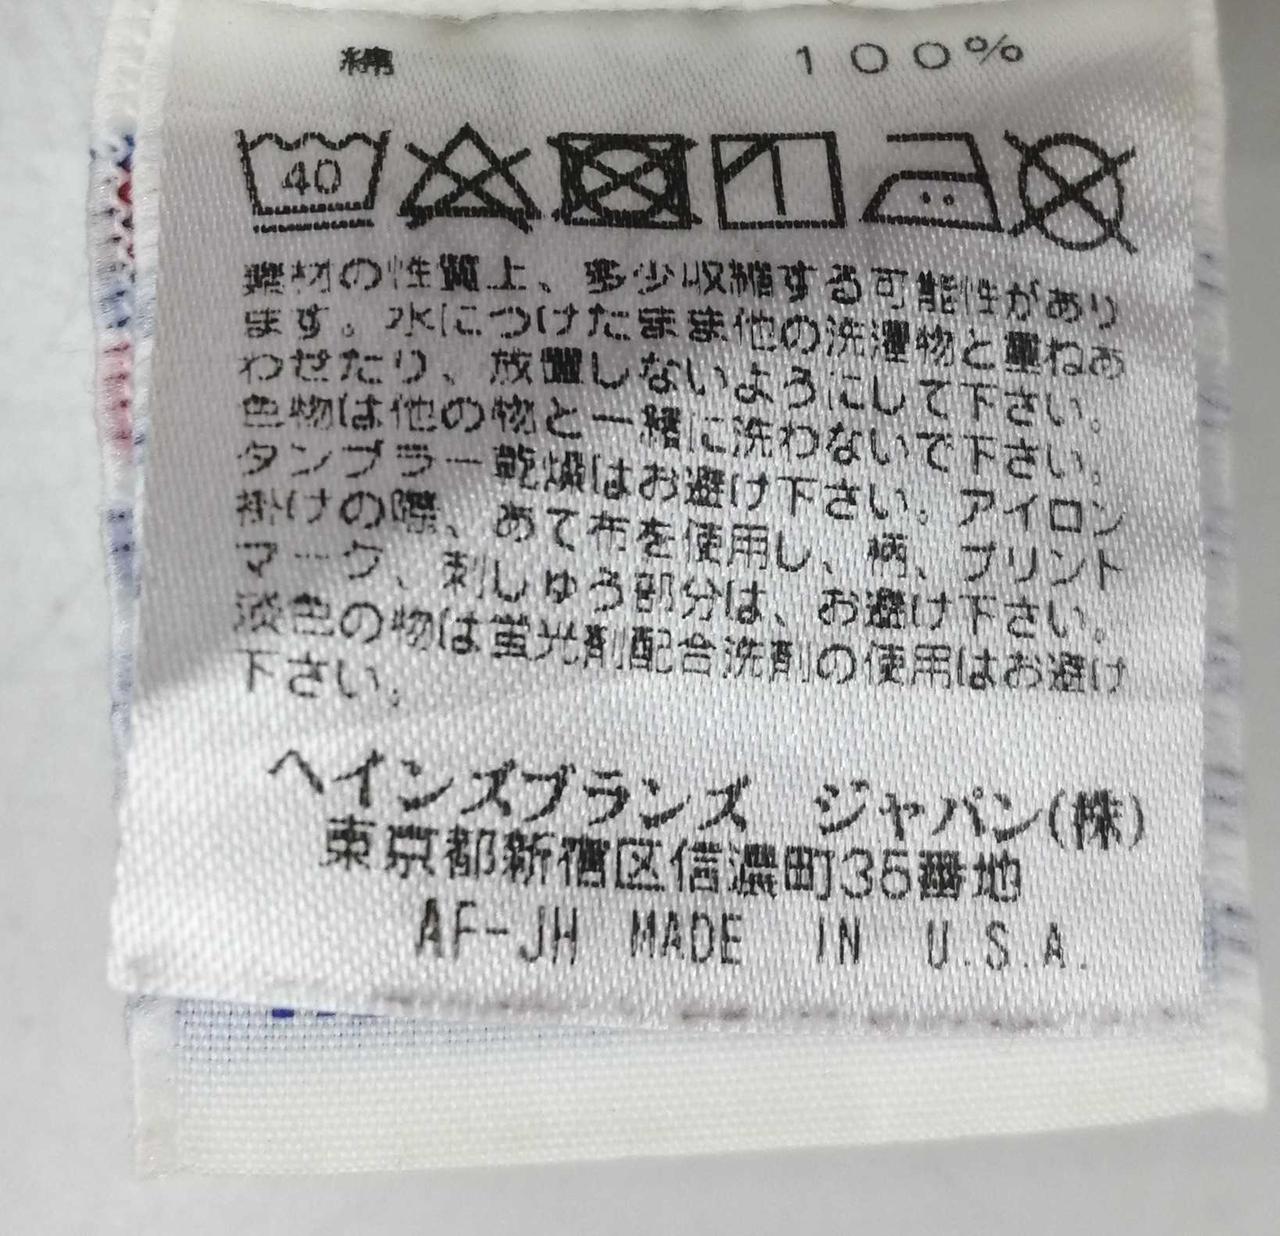 綿 100%
40
素材の性質上、多少収縮する可能性があり
ます。水につけたまま他の洗濯物と重ねあ
わせたり、放置しないようにして下さい。
色物は他の物と一緒に洗わないで下さい。
タンブラー乾燥はお避け下さい。アイロン
掛けの際、あて布を使用し、柄、プリント
マーク、刺しゅう部分は、お避け下さい。
淡色の物は蛍光剤配合洗剤の使用はお避け
下さい。
ヘインズブランズ ジャパン(株)
東京都新宿区信濃町35番地
AF-JH MADE IN U.S.A.